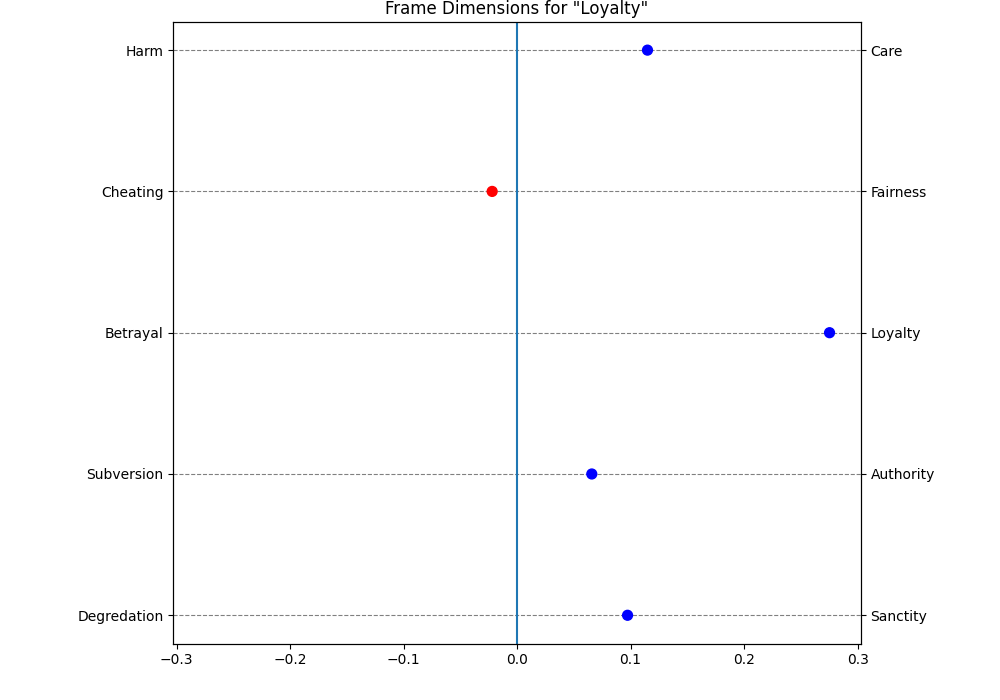 Frame Dimensions for "Loyalty"
Harm Care
Cheating Fairness
Betrayal Loyalty
Subversion Authority
Degredation Sanctity
−0.3 −0.2 −0.1 0.0 0.1 0.2 0.3